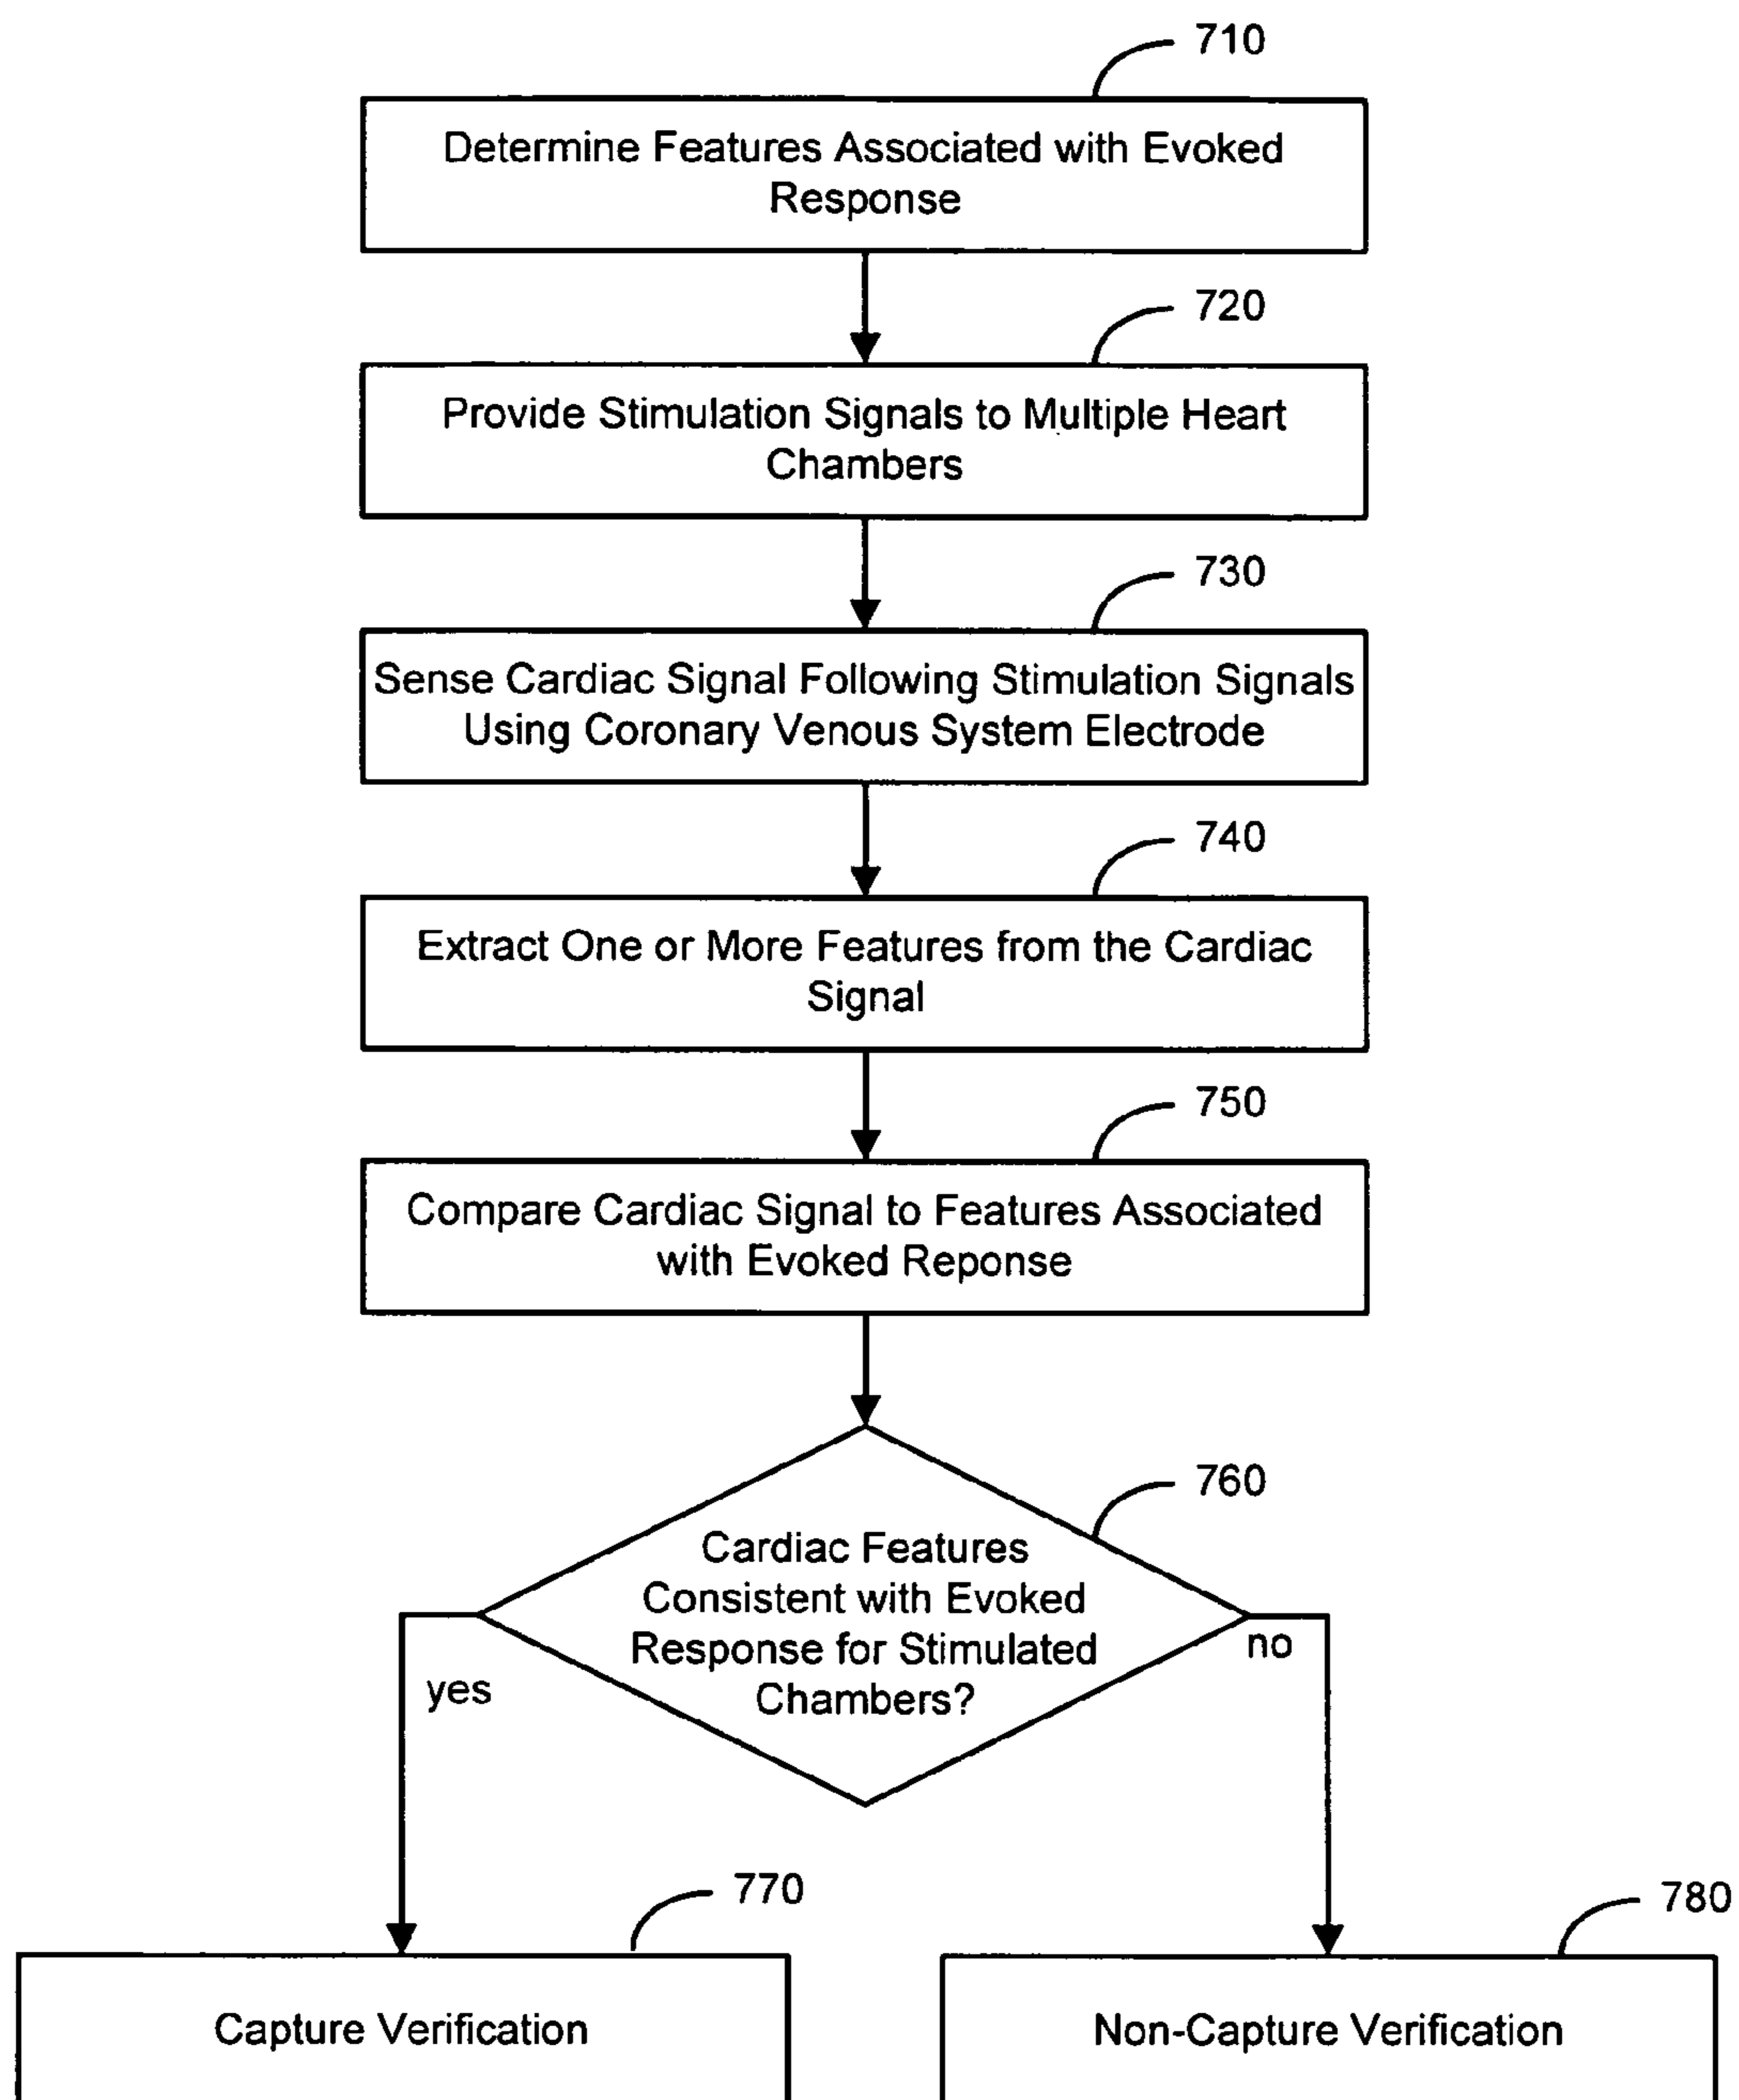 710
Determine Features Associated with Evoked
Response
720
Provide Stimulation Signals to Multiple Heart
Chambers
730
Sense Cardiac Signal Following Stimulation Signals
Using Coronary Venous System Electrode
740
Extract One or More Features from the Cardiac
Signal
750
Compare Cardiac Signal to Features Associated
with Evoked Reponse
760
Cardiac Features
Consistent with Evoked
Response for Stimulated
Chambers?
no
yes
770
780
Capture Verification
Non-Capture Verification